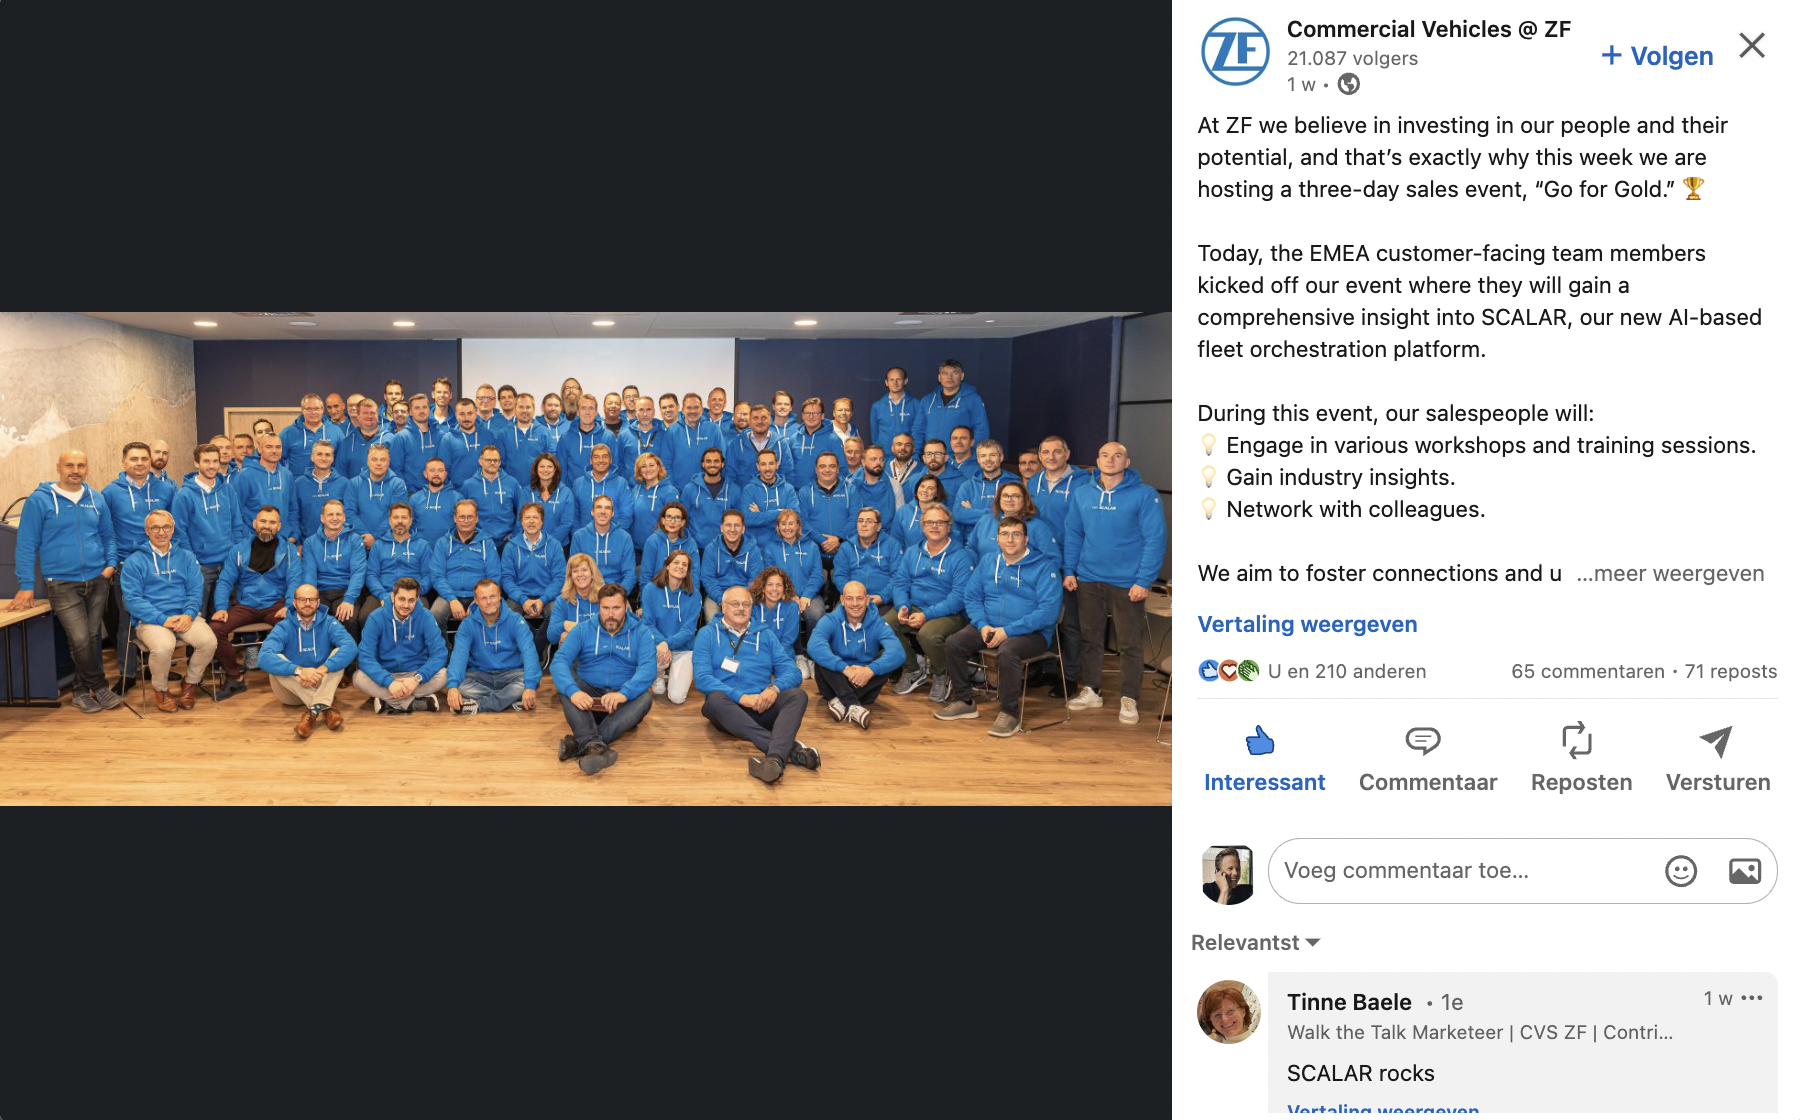 ZF
Commercial Vehicles @ ZF
21.087 volgers
1 w •
+ Volgen
At ZF we believe in investing in our people and their
potential, and that’s exactly why this week we are
hosting a three-day sales event, “Go for Gold.” 🏆
Today, the EMEA customer-facing team members
kicked off our event where they will gain a
comprehensive insight into SCALAR, our new AI-based
fleet orchestration platform.
During this event, our salespeople will:
💡 Engage in various workshops and training sessions.
💡 Gain industry insights.
💡 Network with colleagues.
We aim to foster connections and u ...meer weergeven
Vertaling weergeven
U en 210 anderen
65 commentaren • 71 reposts
Interessant
Commentaar
Reposten
Versturen
Voeg commentaar toe...
Relevantst
Tinne Baele • 1e
1 w •••
Walk the Talk Marketeer | CVS ZF | Contri...
SCALAR rocks
Vertaling weergeven